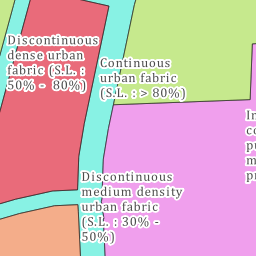 Discontinuous
dense urban
fabric (S.L. :
50% - 80%)
Continuous
urban fabric
(S.L. : > 80%)
Discontinuous
medium density
urban fabric
(S.L. : 30% -
50%)